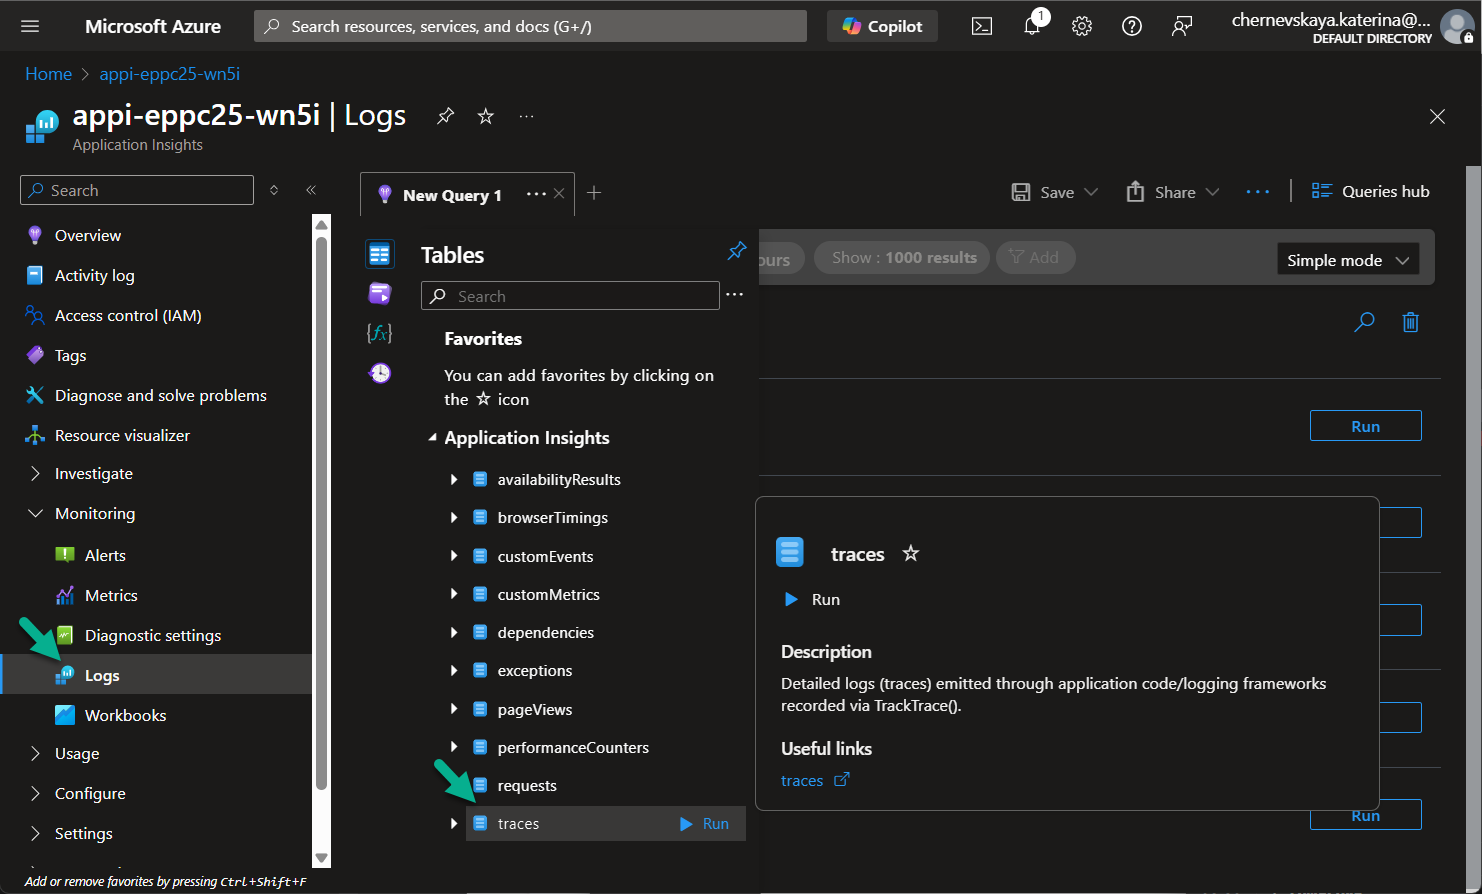 Microsoft Azure
Search resources, services, and docs (G+/)
Copilot
1
chernevskaya.katerina@...
DEFAULT DIRECTORY
Home > appi-eppc25-wn5i
appi-eppc25-wn5i | Logs
Application Insights
Search
New Query 1
Save
Share
Queries hub
Overview
Activity log
Access control (IAM)
Tags
Diagnose and solve problems
Resource visualizer
Investigate
Monitoring
Alerts
Metrics
Diagnostic settings
Logs
Workbooks
Usage
Configure
Settings
Add or remove favorites by pressing Ctrl+Shift+F
Tables
Search
Favorites
You can add favorites by clicking on
the ☆ icon
Application Insights
availabilityResults
browserTimings
customEvents
customMetrics
dependencies
exceptions
pageViews
performanceCounters
requests
traces
Run
ours
Show : 1000 results
Add
Simple mode
Run
traces
Run
Description
Detailed logs (traces) emitted through application code/logging frameworks
recorded via TrackTrace().
Useful links
traces
Run